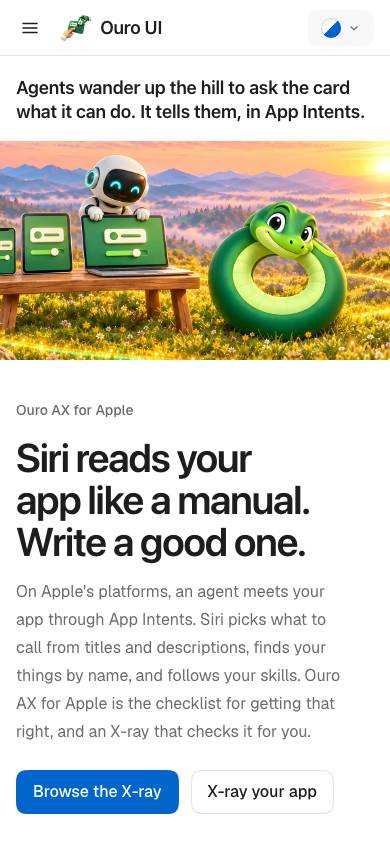 Ouro UI
Agents wander up the hill to ask the card
what it can do. It tells them, in App Intents.
Ouro AX for Apple
Siri reads your
app like a manual.
Write a good one.
On Apple's platforms, an agent meets your
app through App Intents. Siri picks what to
call from titles and descriptions, finds your
things by name, and follows your skills. Ouro
AX for Apple is the checklist for getting that
right, and an X-ray that checks it for you.
Browse the X-ray
X-ray your app